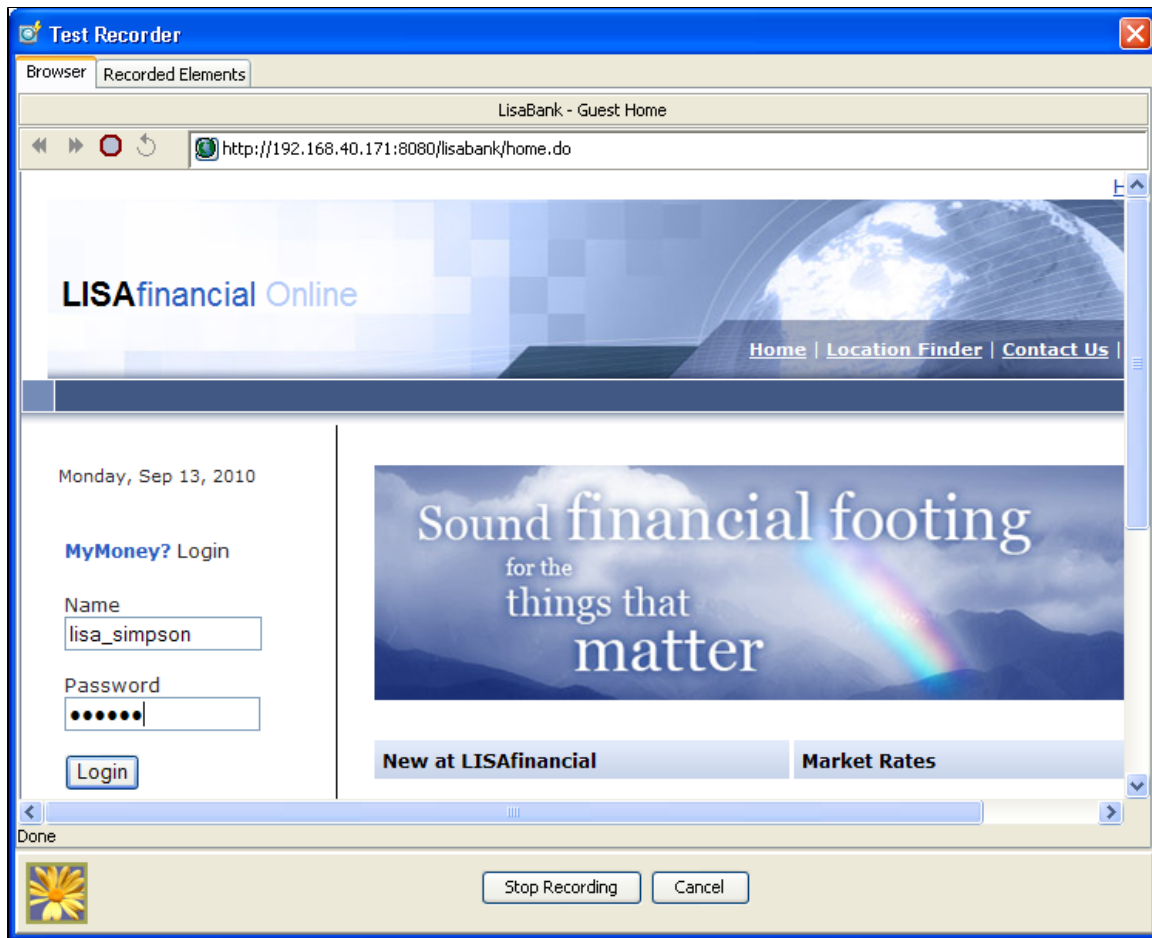 Test Recorder
Browser Recorded Elements
LisaBank - Guest Home
http://192.168.40.171:8080/lisabank/home.do
H
LISAfinancial Online
Home | Location Finder | Contact Us |
Monday, Sep 13, 2010
MyMoney? Login
Name
lisa_simpson
Password
••••••
Login
Sound financial footing
for the
things that
matter
New at LISAfinancial
Market Rates
Done
Stop Recording
Cancel